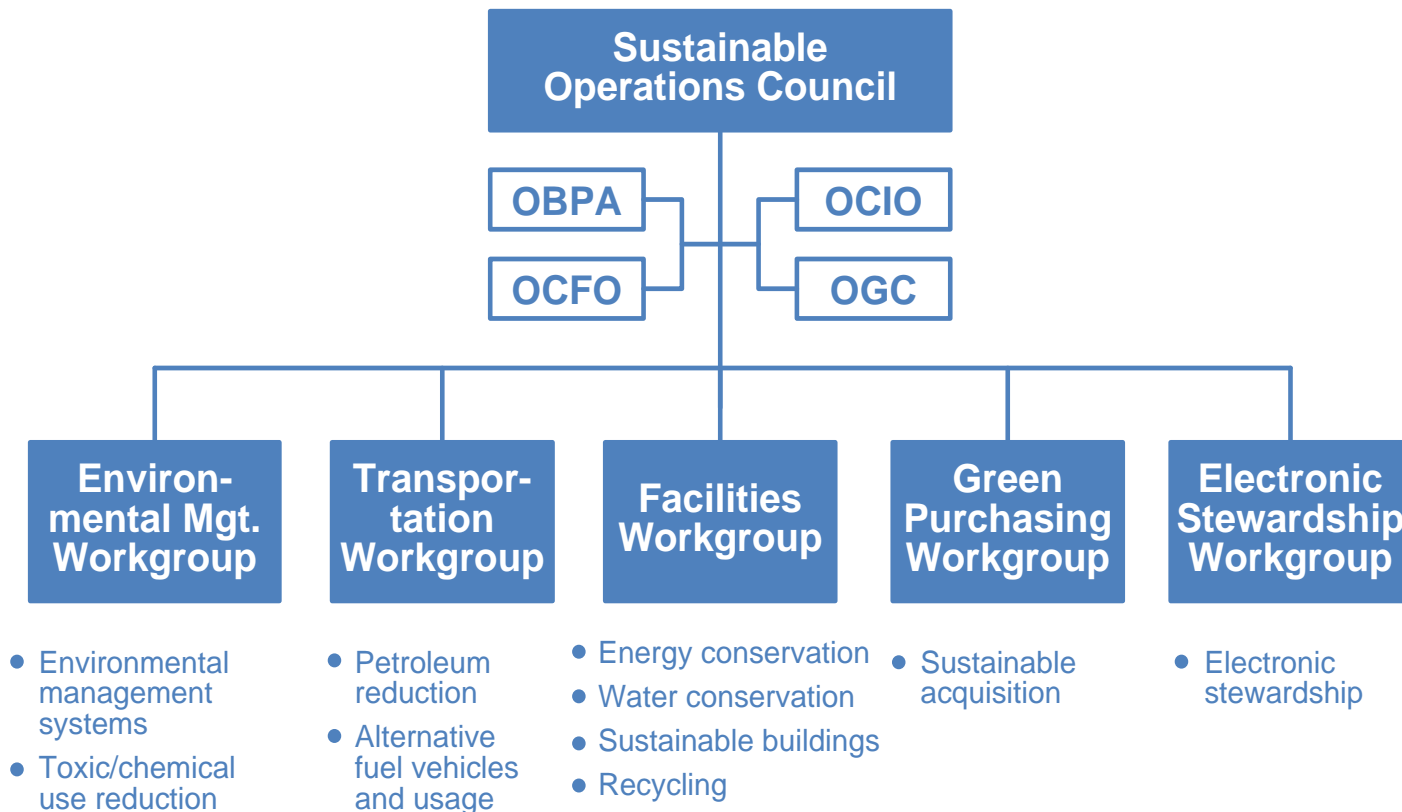 Sustainable
Operations Council
OBPA
OCIO
OCFO
OGC
Environ-
mental Mgt.
Workgroup
Transpor-
tation
Workgroup
Facilities
Workgroup
Green
Purchasing
Workgroup
Electronic
Stewardship
Workgroup
• Environmental
management
systems
• Toxic/chemical
use reduction
• Petroleum
reduction
• Alternative
fuel vehicles
and usage
• Energy conservation
• Water conservation
• Sustainable buildings
• Recycling
• Sustainable
acquisition
• Electronic
stewardship